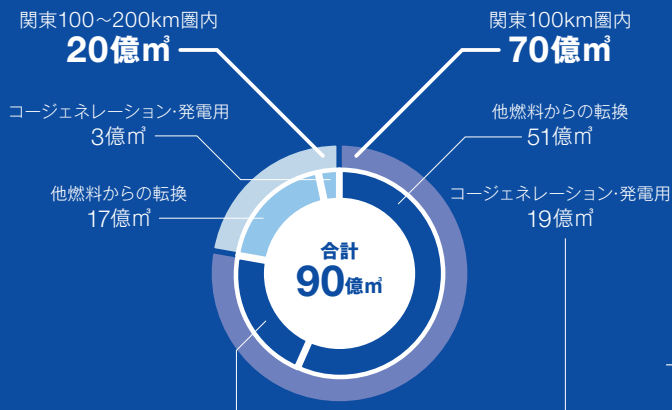 関東100～200km圏内
20億㎥
関東100km圏内
70億㎥
コージェネレーション・発電用
3億㎥
他燃料からの転換
51億㎥
他燃料からの転換
17億㎥
コージェネレーション・発電用
19億㎥
合計
90億㎥